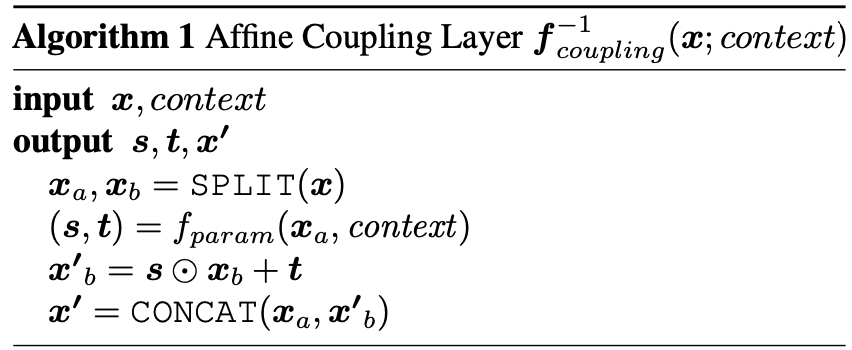 Algorithm 1 Affine Coupling Layer $\boldsymbol{f}^{-1}_{coupling}(\boldsymbol{x}; context)$
input $\boldsymbol{x}, context$
output $\boldsymbol{s}, \boldsymbol{t}, \boldsymbol{x'}$
$\boldsymbol{x}_a, \boldsymbol{x}_b = \texttt{SPLIT}(\boldsymbol{x})$
$(\boldsymbol{s}, \boldsymbol{t}) = f_{param}(\boldsymbol{x}_a, context)$
$\boldsymbol{x'}_b = \boldsymbol{s} \odot \boldsymbol{x}_b + \boldsymbol{t}$
$\boldsymbol{x'} = \texttt{CONCAT}(\boldsymbol{x}_a, \boldsymbol{x'}_b)$